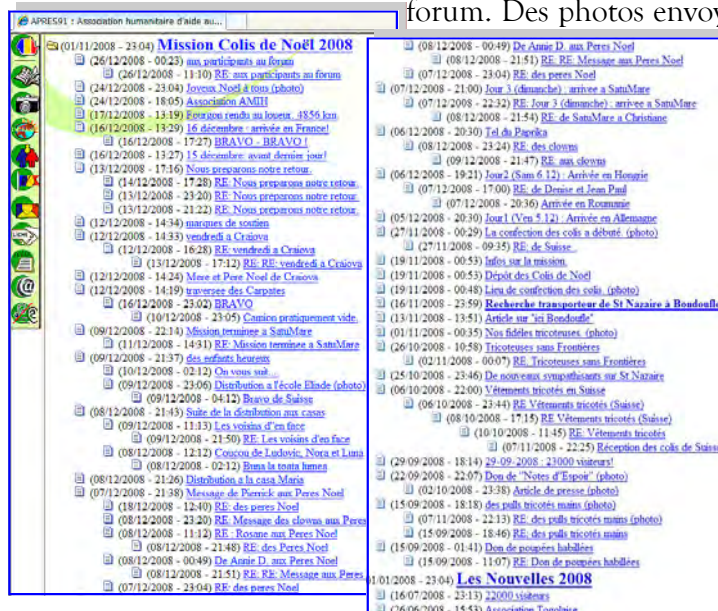 forum. Des photos envoy
APRES91 : Association humanitaire d'aide au...
(01/11/2008 - 23:04) Mission Colis de Noël 2008
(26/12/2008 - 00:23) aux participants au forum
(26/12/2008 - 11:10) RE: aux participants au forum
(24/12/2008 - 23:04) Joyeux Noel à tous (photo)
(24/12/2008 - 18:05) Association AMIH
(17/12/2008 - 13:19) Fourgon rendu au loueur. 4856 km.
(16/12/2008 - 13:29) 16 décembre : arrivée en France!
(16/12/2008 - 17:27) BRAVO - BRAVO !
(16/12/2008 - 13:27) 15 décembre: avant dernier jour!
(13/12/2008 - 17:16) Nous preparons notre retour.
(14/12/2008 - 17:28) RE: Nous preparons notre retour.
(13/12/2008 - 23:20) RE: Nous preparons notre retour.
(13/12/2008 - 21:22) RE: Nous preparons notre retour.
(12/12/2008 - 14:34) marques de soutien
(12/12/2008 - 14:33) vendredi a Craiova
(12/12/2008 - 16:28) RE: vendredi a Craiova
(13/12/2008 - 17:12) RE: RE: vendredi a Craiova
(12/12/2008 - 14:24) Mere et Pere Noel de Craiova
(12/12/2008 - 14:19) traversee des Carpates
(16/12/2008 - 23:02) BRAVO
(10/12/2008 - 23:05) Camion pratiquement vide.
(09/12/2008 - 22:14) Mission terminee a SatuMare
(11/12/2008 - 14:31) RE: Mission terminee a SatuMare
(09/12/2008 - 21:37) des enfants heureux
(10/12/2008 - 02:12) On vous suit....
(09/12/2008 - 23:06) Distribution a l'école Eliade (photo)
(09/12/2008 - 04:12) Bravo de Suisse
(08/12/2008 - 21:43) Suite de la distribution aux casas
(09/12/2008 - 11:13) Les voisins d"en face
(09/12/2008 - 21:50) RE: Les voisins d'en face
(08/12/2008 - 12:12) Coucou de Ludovic, Nora et Luna
(08/12/2008 - 02:12) Buna la toata lumea
(08/12/2008 - 21:26) Distribution a la casa Maria
(07/12/2008 - 21:38) Message de Pierrick aux Peres Noel
(18/12/2008 - 12:40) RE: des peres Noel
(08/12/2008 - 23:20) RE: Message des clowns aux Peres
(08/12/2008 - 11:12) RE : Rosane aux Peres Noel
(08/12/2008 - 21:48) RE: des Peres Noel
(08/12/2008 - 00:49) De Annie D. aux Peres Noel
(08/12/2008 - 21:51) RE: RE: Message aux Peres
(07/12/2008 - 23:04) RE: des peres Noel
(08/12/2008 - 00:49) De Annie D. aux Peres Noel
(08/12/2008 - 21:51) RE: RE: Message aux Peres Noel
(07/12/2008 - 23:04) RE: des peres Noel
(07/12/2008 - 21:00) Jour 3 (dimanche) : arrivee a SatuMare
(07/12/2008 - 22:32) RE: Jour 3 (dimanche) : arrivee a SatuMare
(08/12/2008 - 21:54) RE: de SatuMare a Christiane
(06/12/2008 - 20:30) Tel du Paprika
(08/12/2008 - 23:24) RE: des clowns
(09/12/2008 - 21:47) RE: aux clowns
(06/12/2008 - 19:21) Jour2 (Sam 6.12) : Arrivée en Hongrie
(07/12/2008 - 17:00) RE: de Denise et Jean Paul
(07/12/2008 - 20:36) Arrivée en Roumanie
(05/12/2008 - 20:30) Jour1 (Ven 5.12) : Arrivée en Allemagne
(27/11/2008 - 00:29) La confection des colis a débuté. (photo)
(27/11/2008 - 09:35) RE: de Suisse...
(19/11/2008 - 00:53) Infos sur la mission.
(19/11/2008 - 00:53) Dépôt des Colis de Noël
(19/11/2008 - 00:48) Lieu de confection des colis. (photo)
(16/11/2008 - 23:59) Recherche transporteur de St Nazaire à Bondoufle
(13/11/2008 - 13:51) Article sur "ici Bondoufle"
(01/11/2008 - 00:35) Nos fidèles tricoteuses. (photo)
(26/10/2008 - 10:58) Tricoteuses sans Frontières
(02/11/2008 - 00:07) RE. Tricoteuses sans Frontières
(25/10/2008 - 23:46) De nouveaux sympathisants sur St Nazaire
(06/10/2008 - 22:00) Vêtements tricotés en Suisse
(06/10/2008 - 23:44) RE Vêtements tricotés (Suisse)
(08/10/2008 - 17:15) RE Vêtements tricotés (Suisse)
(10/10/2008 - 11:45) RE: Vêtements tricotés
(07/11/2008 - 22:25) Réception des colis de Suiss
(29/09/2008 - 18:14) 29-09-2008 : 23000 visiteurs!
(22/09/2008 - 22:07) Don de "Notes d'Espoir" (photo)
(02/10/2008 - 23:38) Article de presse (photo)
(15/09/2008 - 18:18) des pulls tricotés mains (photo)
(07/11/2008 - 22:13) RE: des pulls tricotés mains (photo)
(15/09/2008 - 18:46) RE: des pulls tricotés mains
(15/09/2008 - 01:41) Don de poupées habillées
(15/09/2008 - 11:07) RE: Don de poupées habillées
01/01/2008 - 23:04) Les Nouvelles 2008
(16/07/2008 - 23:13) 22000 visiteurs
(26/06/2008 - 15:53) Association Togolaise